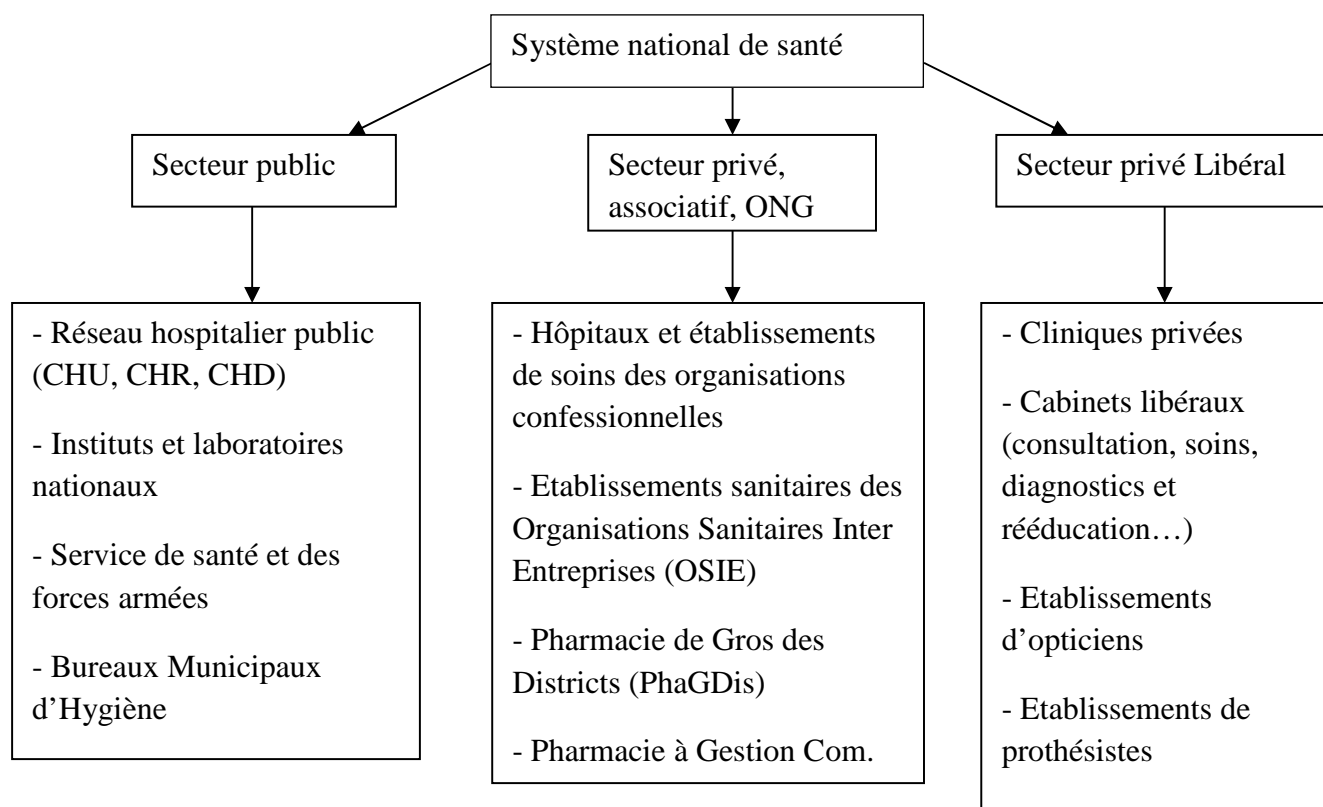 Système national de santé
Secteur public
Secteur privé,
associatif, ONG
Secteur privé Libéral
- Réseau hospitalier public
(CHU, CHR, CHD)
- Instituts et laboratoires
nationaux
- Service de santé et des
forces armées
- Bureaux Municipaux
d’Hygiène
- Hôpitaux et établissements
de soins des organisations
confessionnelles
- Etablissements sanitaires des
Organisations Sanitaires Inter
Entreprises (OSIE)
- Pharmacie de Gros des
Districts (PhaGDis)
- Pharmacie à Gestion Com.
- Cliniques privées
- Cabinets libéraux
(consultation, soins,
diagnostics et
rééducation…)
- Etablissements
d’opticiens
- Etablissements de
prothésistes